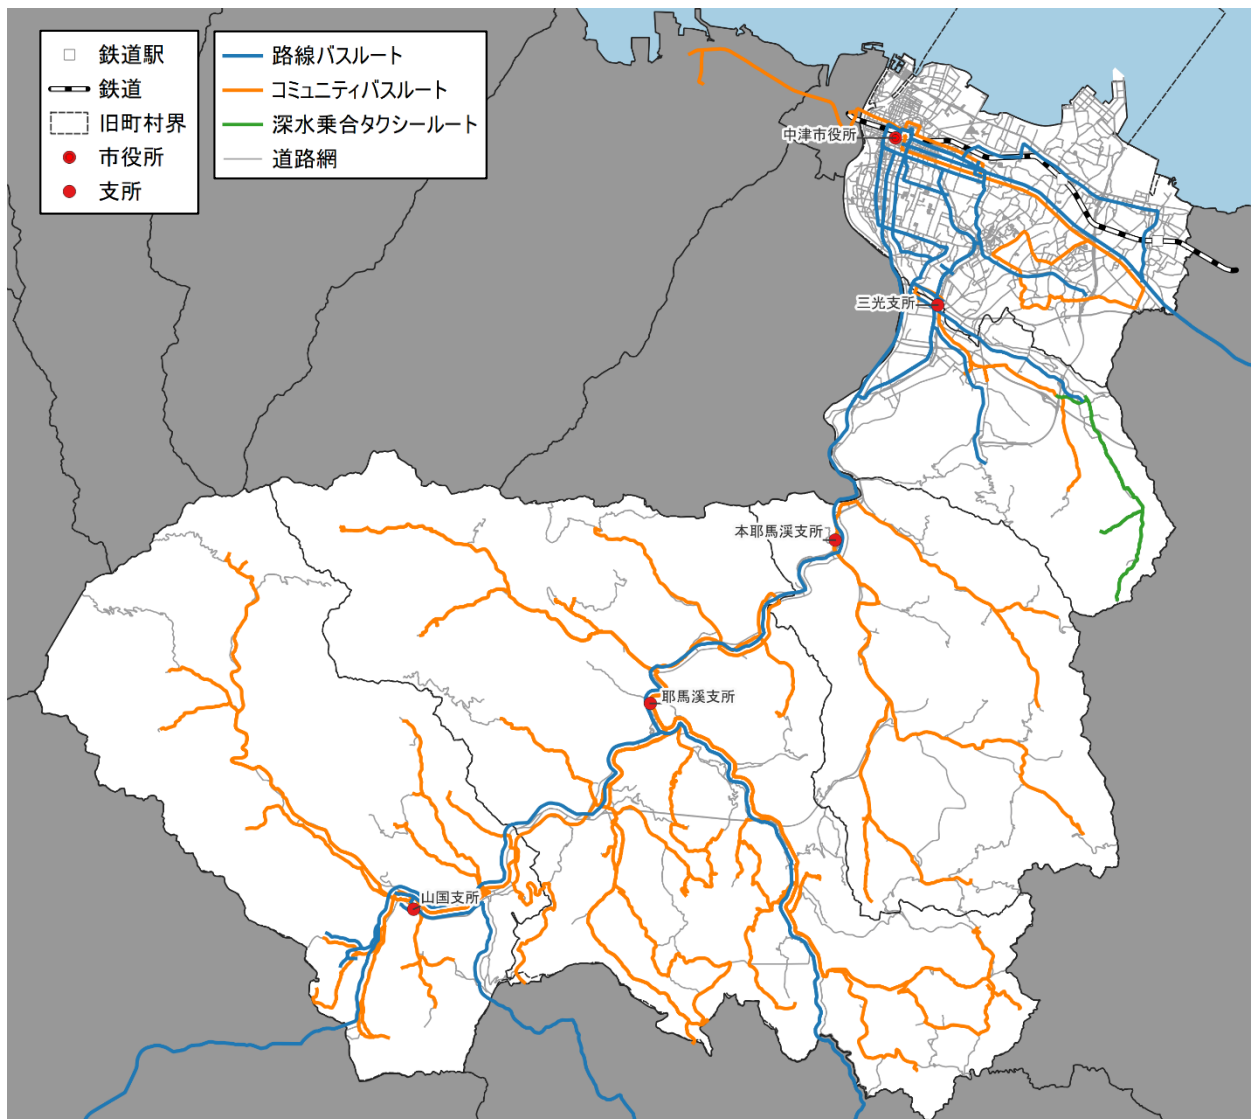 鉄道駅
鉄道
旧町村界
市役所
支所
路線バスルート
コミュニティバスルート
深水乗合タクシールート
道路網
中津市役所
三光支所
本耶馬溪支所
耶馬溪支所
山国支所